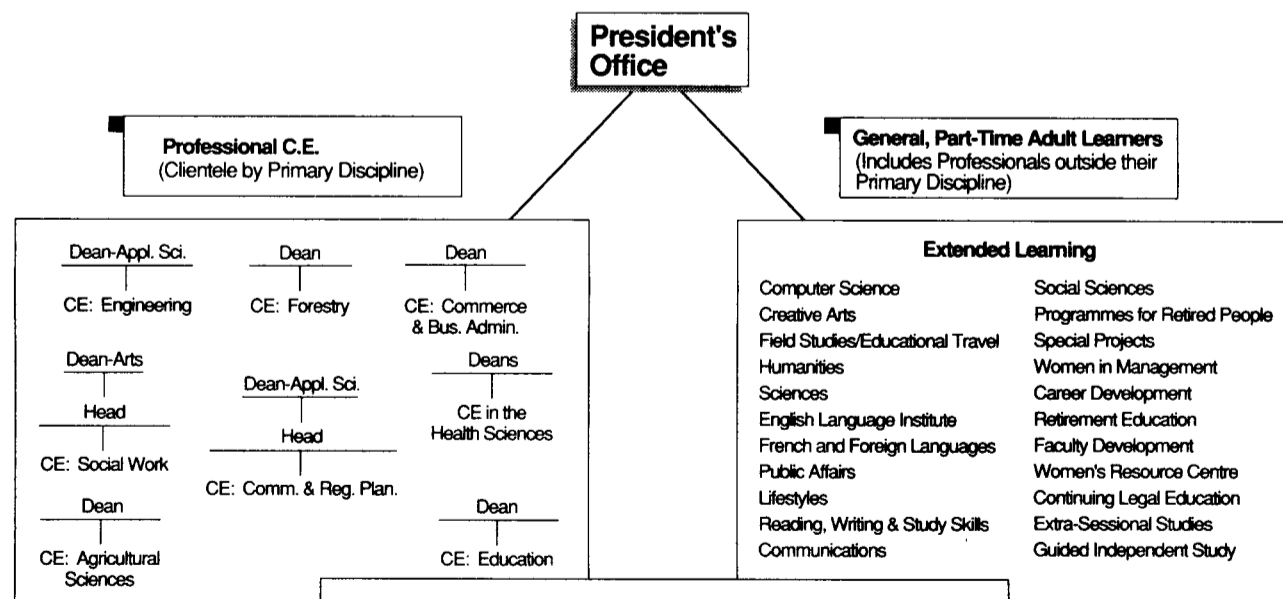 President's
Office
Professional C.E.
(Clientele by Primary Discipline)
General, Part-Time Adult Learners
(Includes Professionals outside their
Primary Discipline)
Dean-Appl. Sci.
CE: Engineering
Dean
CE: Forestry
Dean
CE: Commerce
& Bus. Admin.
Dean-Arts
Head
CE: Social Work
Dean-Appl. Sci.
Head
CE: Comm. & Reg. Plan.
Deans
CE in the
Health Sciences
Dean
CE: Agricultural
Sciences
Dean
CE: Education
Extended Learning
Computer Science
Creative Arts
Field Studies/Educational Travel
Humanities
Sciences
English Language Institute
French and Foreign Languages
Public Affairs
Lifestyles
Reading, Writing & Study Skills
Communications
Social Sciences
Programmes for Retired People
Special Projects
Women in Management
Career Development
Retirement Education
Faculty Development
Women's Resource Centre
Continuing Legal Education
Extra-Sessional Studies
Guided Independent Study